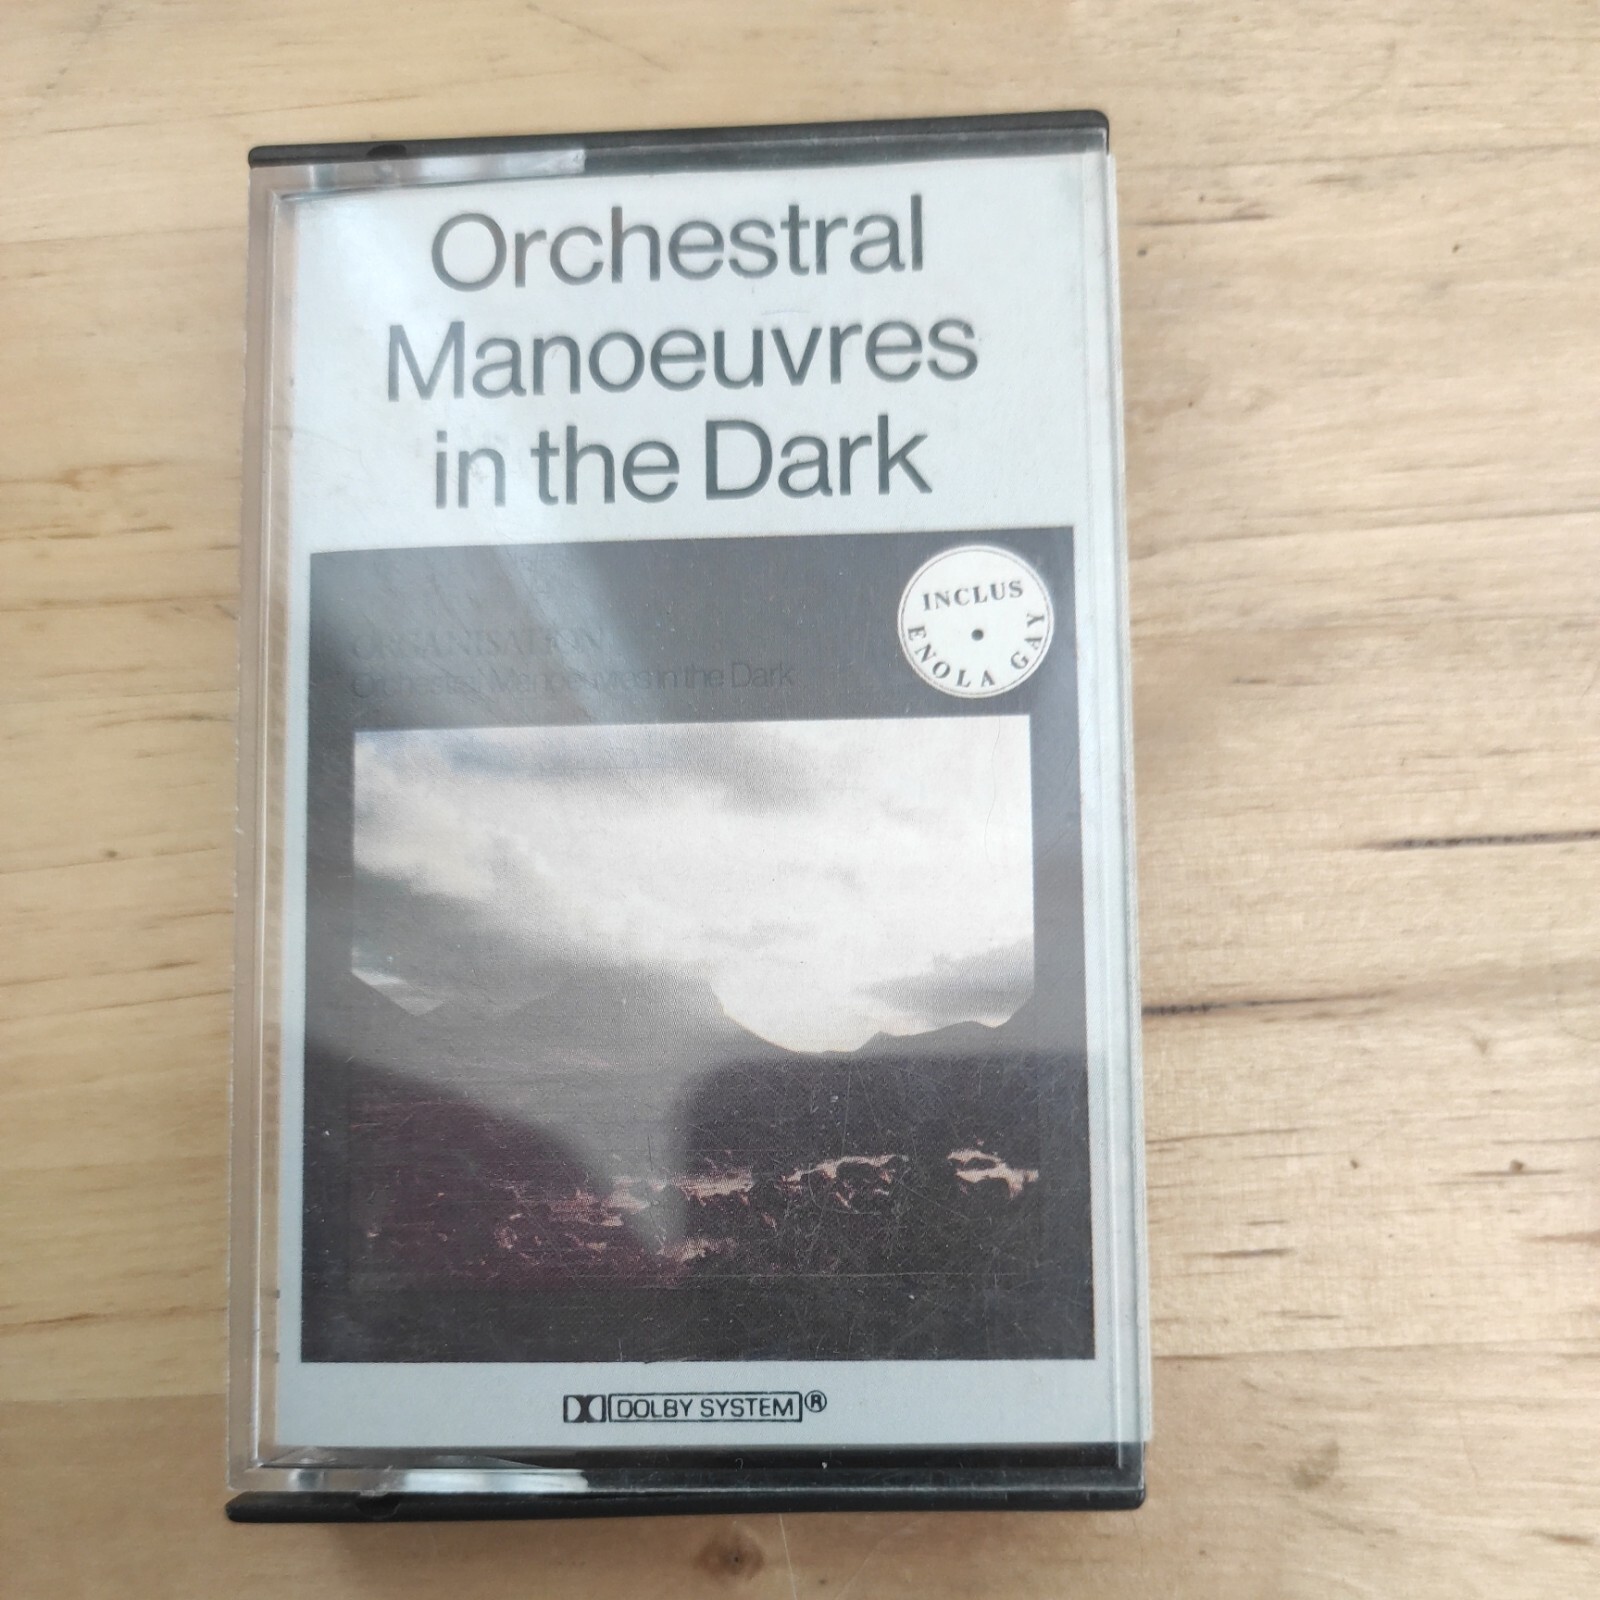 Orchestral
Manoeuvres
in the Dark
INCLUS
ENOLA GAY
ORGANISATION
Orchestral Manoeuvres in the Dark
DOLBY SYSTEM®